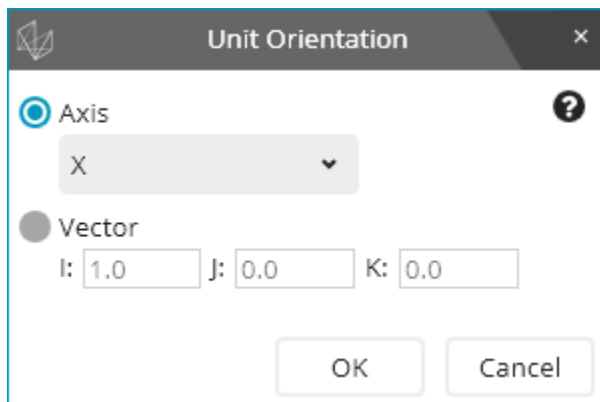 Unit Orientation ×
Axis ?
X
Vector
I: 1.0 J: 0.0 K: 0.0
OK Cancel